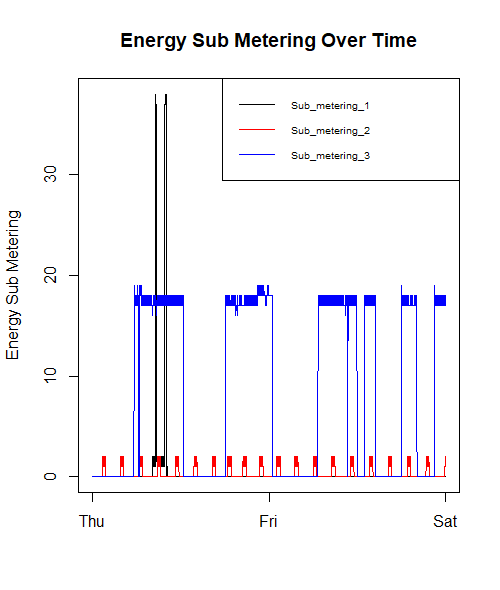 Energy Sub Metering Over Time
Sub_metering_1
Sub_metering_2
Sub_metering_3
Energy Sub Metering
30
20
10
0
Thu Fri Sat